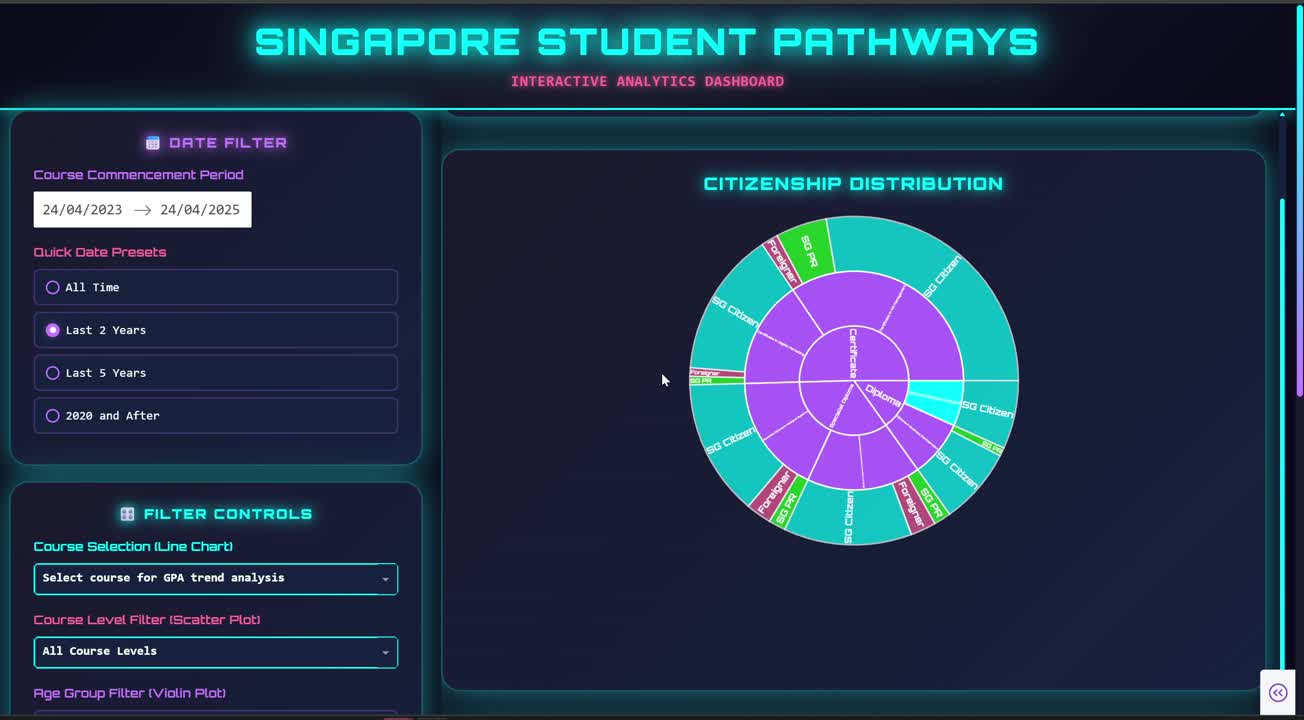 SINGAPORE STUDENT PATHWAYS
INTERACTIVE ANALYTICS DASHBOARD
DATE FILTER
Course Commencement Period
24/04/2023 → 24/04/2025
Quick Date Presets
All Time
Last 2 Years
Last 5 Years
2020 and After
FILTER CONTROLS
Course Selection (Line Chart)
Select course for GPA trend analysis
Course Level Filter (Scatter Plot)
All Course Levels
Age Group Filter (Violin Plot)
CITIZENSHIP DISTRIBUTION
Foreigner
SG PR
SG Citizen
SG Citizen
Foreigner
SG PR
Certificate
Diploma
Specialist Diploma
SG Citizen
SG PR
SG Citizen
SG Citizen
Foreigner
SG PR
SG Citizen
Foreigner
SG PR